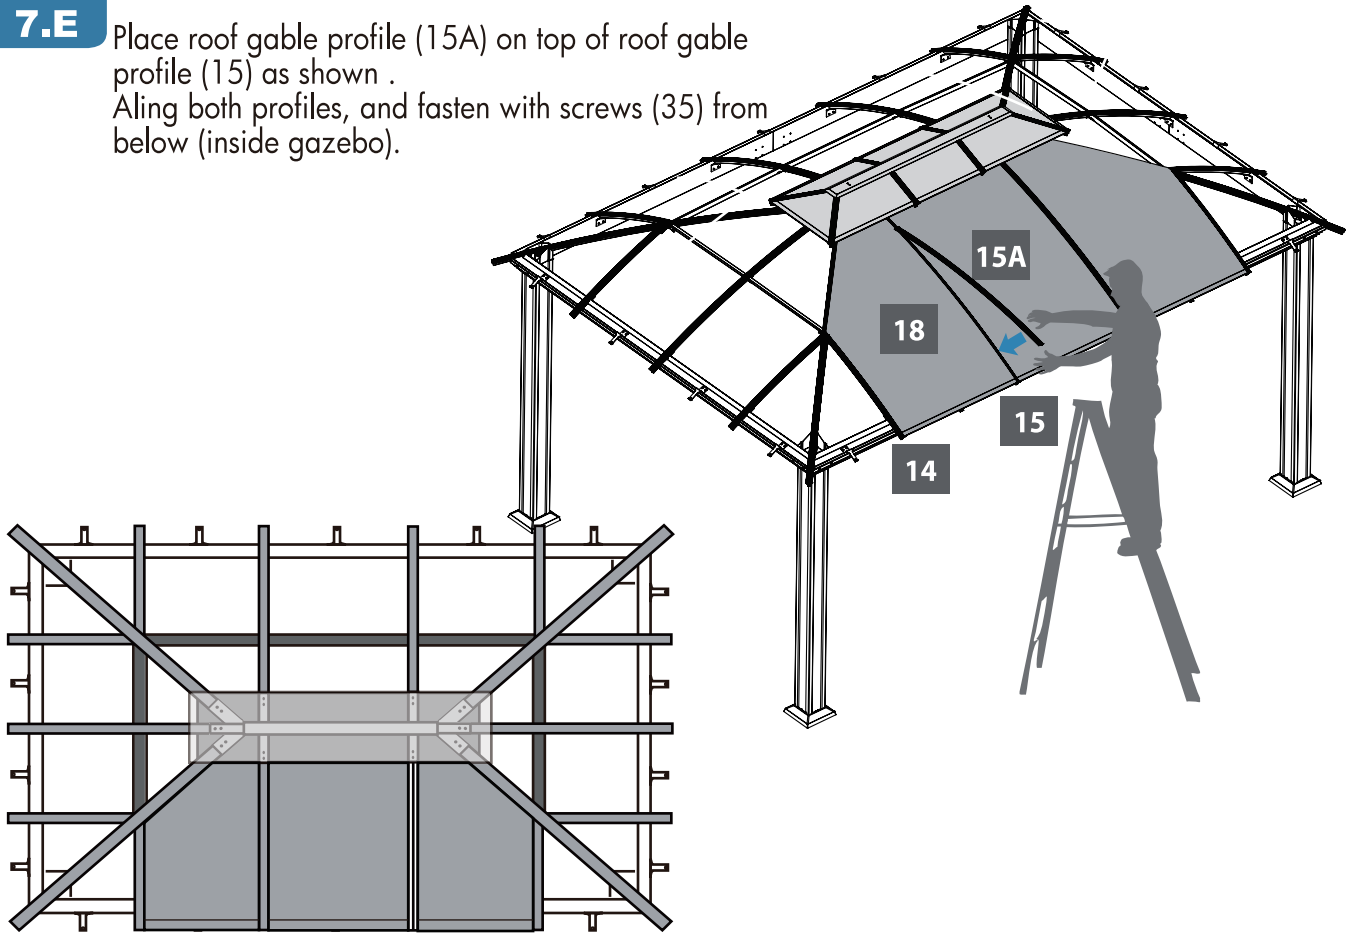 7.E
Place roof gable profile (15A) on top of roof gable
profile (15) as shown .
Aling both profiles, and fasten with screws (35) from
below (inside gazebo).
15A
18
15
14